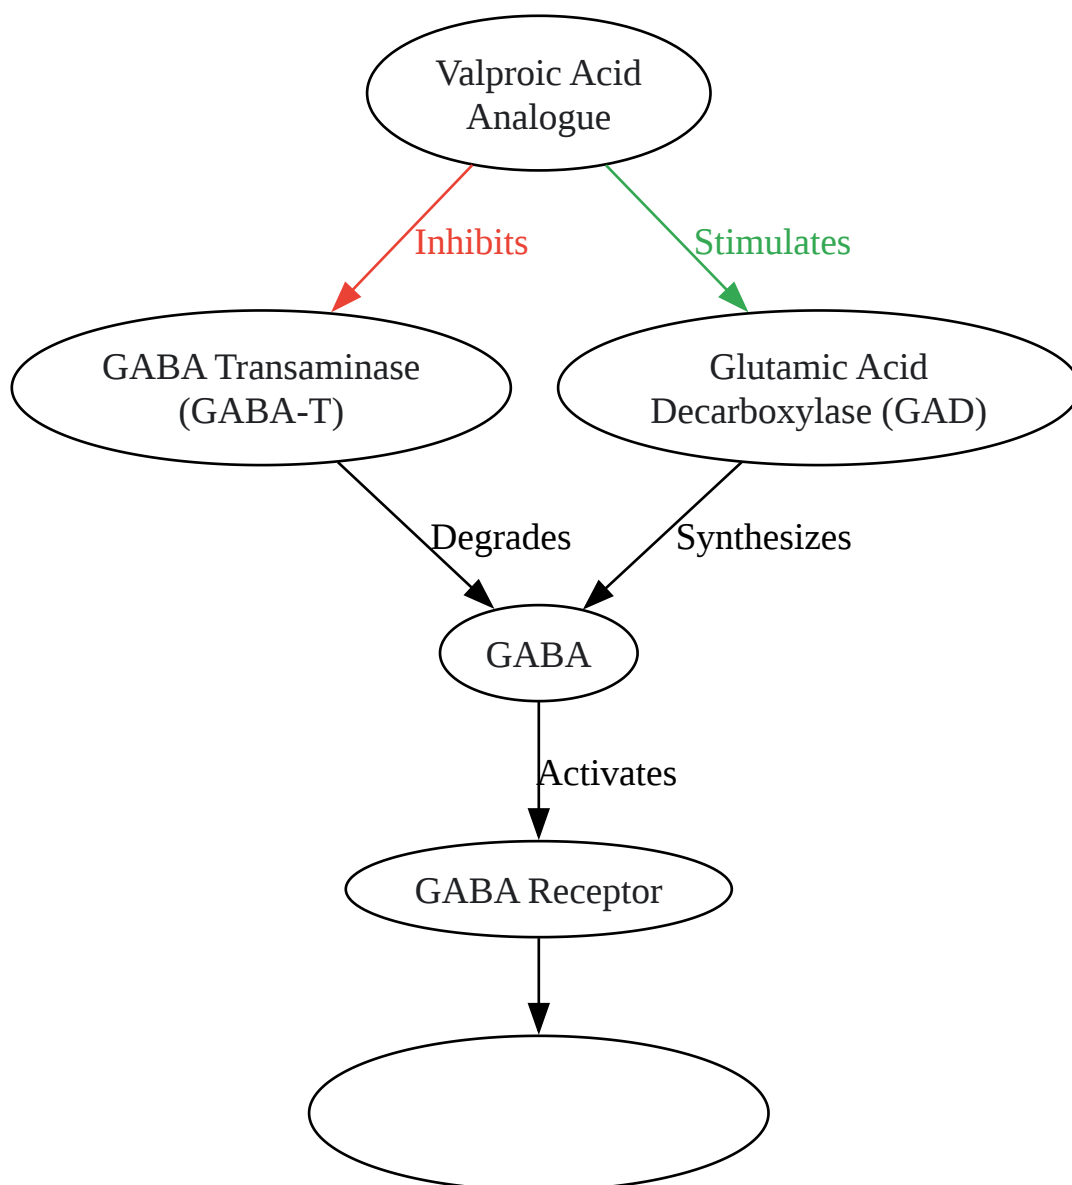 Valproic Acid
Analogue
Inhibits
Stimulates
GABA Transaminase
(GABA-T)
Glutamic Acid
Decarboxylase (GAD)
Degrades
Synthesizes
GABA
Activates
GABA Receptor